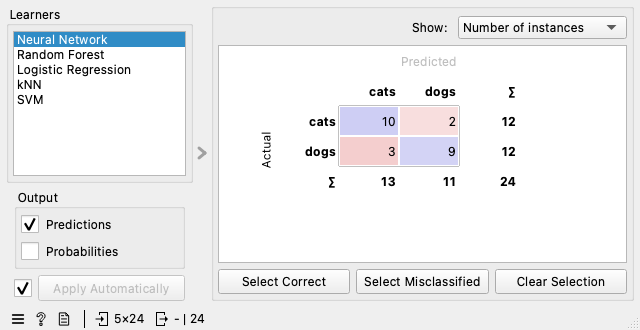 Learners
Neural Network
Random Forest
Logistic Regression
kNN
SVM
Output
Predictions
Probabilities
Apply Automatically
Show: Number of instances
Predicted
cats dogs Σ
Actual
cats 10 2 12
dogs 3 9 12
Σ 13 11 24
Select Correct Select Misclassified Clear Selection
? 5×24 - | 24